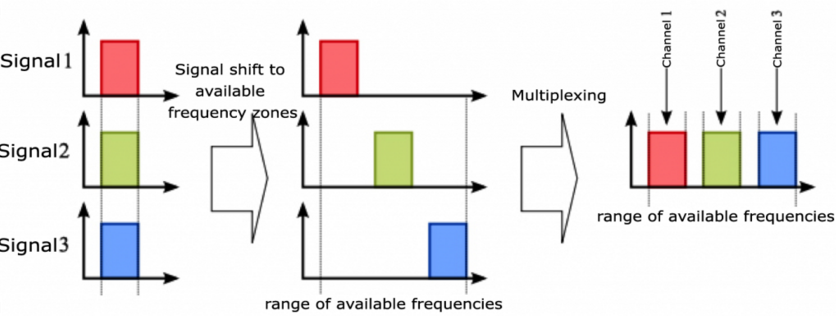 Signal1
Signal2
Signal3
Signal shift to
available
frequency zones
range of available frequencies
Multiplexing
Channel 1
Channel 2
Channel 3
range of available frequencies